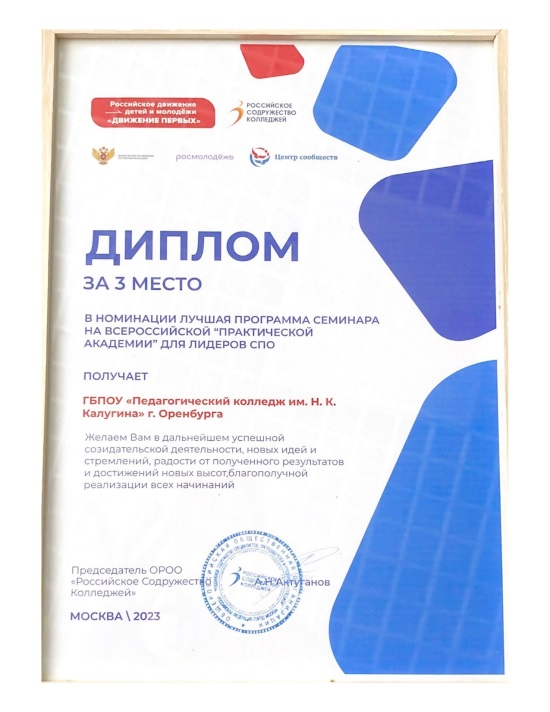 Российское движение
детей и молодёжи
«ДВИЖЕНИЕ ПЕРВЫХ»
РОССИЙСКОЕ
СОДРУЖЕСТВО
КОЛЛЕДЖЕЙ
росмолодёжь
Центр сообществ
ДИПЛОМ
ЗА 3 МЕСТО
В НОМИНАЦИИ ЛУЧШАЯ ПРОГРАММА СЕМИНАРА
НА ВСЕРОССИЙСКОЙ "ПРАКТИЧЕСКОЙ
АКАДЕМИИ" ДЛЯ ЛИДЕРОВ СПО
ПОЛУЧАЕТ
ГБПОУ «Педагогический колледж им. Н. К.
Калугина» г. Оренбурга
Желаем Вам в дальнейшем успешной
созидательской деятельности, новых идей и
стремлений, радости от полученного результатов
и достижений новых высот,благополучной
реализации всех начинаний
Председатель ОРОО
«Российское Содружество
Колледжей»
А.Н.Актуганов
МОСКВА \ 2023